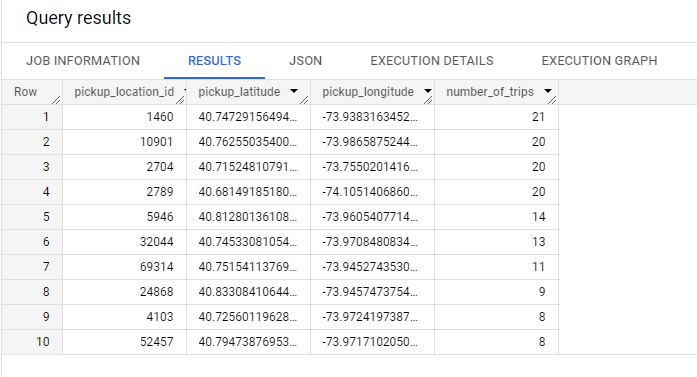 Query results
JOB INFORMATION RESULTS JSON EXECUTION DETAILS EXECUTION GRAPH
Row pickup_location_id pickup_latitude pickup_longitude number_of_trips
1 1460 40.74729156494... -73.9383163452... 21
2 10901 40.76255035400... -73.9865875244... 20
3 2704 40.71524810791... -73.7550201416... 20
4 2789 40.68149185180... -74.1051406860... 20
5 5946 40.81280136108... -73.9605407714... 14
6 32044 40.74533081054... -73.9708480834... 13
7 69314 40.75154113769... -73.9452743530... 11
8 24868 40.83308410644... -73.9457473754... 9
9 4103 40.72560119628... -73.9724197387... 8
10 52457 40.79473876953... -73.9717102050... 8